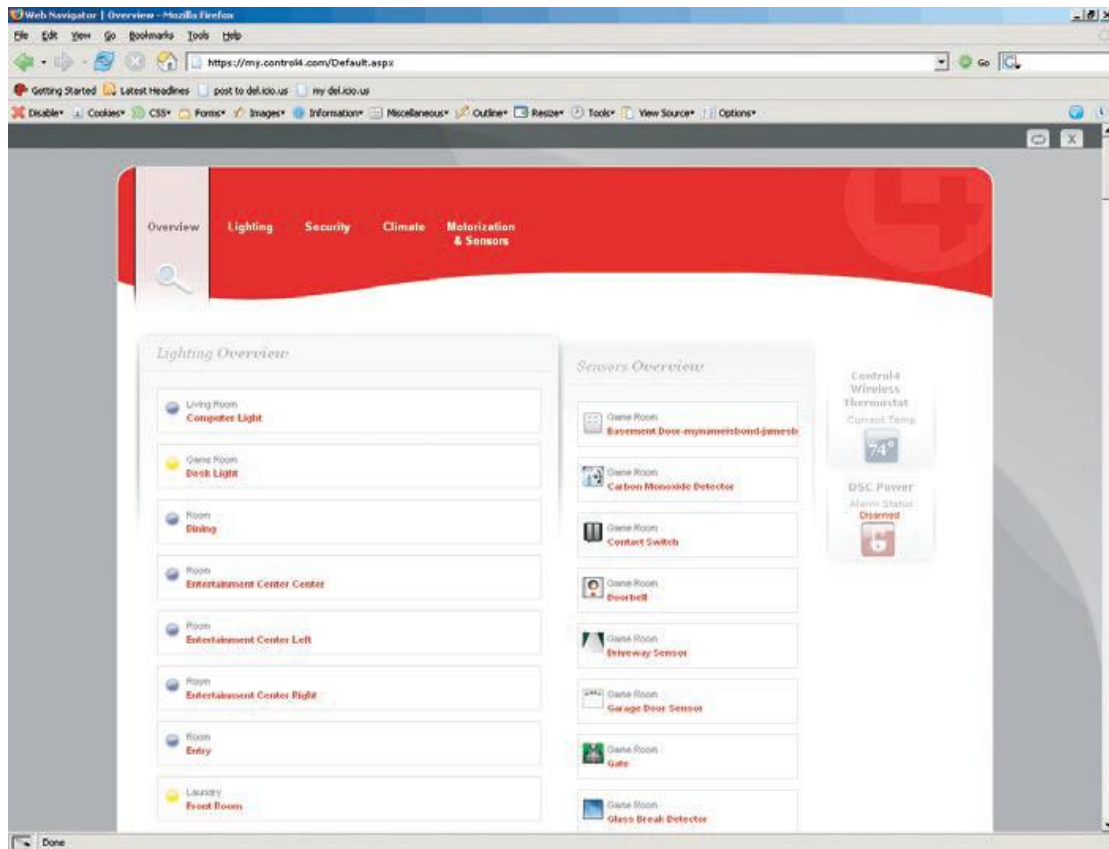 Web Navigator | Overview - Mozilla Firefox
File Edit View Go Bookmarks Tools Help
https://my.control4.com/Default.aspx
Go
Getting Started Latest Headlines post to del.icio.us my del.icio.us
Disable Cookies CSS Forms Images Information Miscellaneous Outline Resize Tools View Source Options
X
Overview
Lighting
Security
Climate
Motorization
& Sensors
4
Lighting Overview
Living Room
Computer Light
Game Room
Desk Light
Room
Dining
Room
Entertainment Center Center
Room
Entertainment Center Left
Room
Entertainment Center Right
Room
Entry
Laundry
Front Room
Sensors Overview
Game Room
Basement Door-mynameisbond-jamesb
Game Room
Carbon Monoxide Detector
Game Room
Contact Switch
Game Room
Doorbell
Game Room
Driveway Sensor
Game Room
Garage Door Sensor
Game Room
Gate
Game Room
Glass Break Detector
Control4
Wireless
Thermostat
Current Temp
74°
DSC Power
Alarm Status
Disarmed
Done